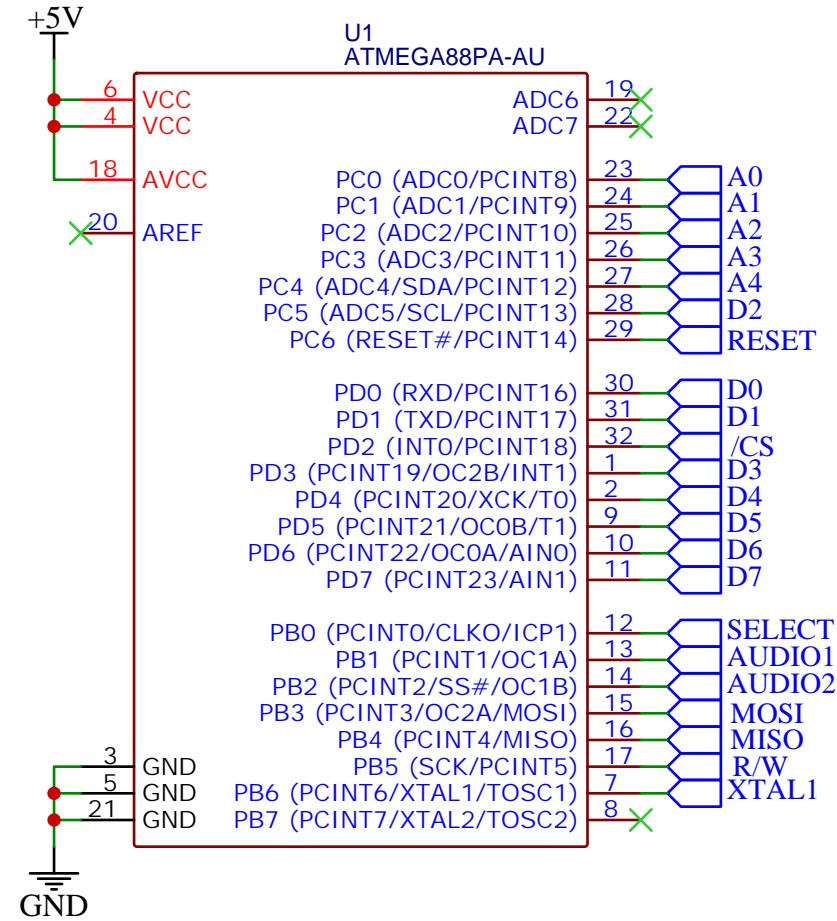 +5V
U1
ATMEGA88PA-AU
6 VCC
4 VCC
18 AVCC
20 AREF
ADC6 19
ADC7 22
PC0 (ADC0/PCINT8) 23 A0
PC1 (ADC1/PCINT9) 24 A1
PC2 (ADC2/PCINT10) 25 A2
PC3 (ADC3/PCINT11) 26 A3
PC4 (ADC4/SDA/PCINT12) 27 A4
PC5 (ADC5/SCL/PCINT13) 28 D2
PC6 (RESET#/PCINT14) 29 RESET
PD0 (RXD/PCINT16) 30 D0
PD1 (TXD/PCINT17) 31 D1
PD2 (INT0/PCINT18) 32 /CS
PD3 (PCINT19/OC2B/INT1) 1 D3
PD4 (PCINT20/XCK/T0) 2 D4
PD5 (PCINT21/OC0B/T1) 9 D5
PD6 (PCINT22/OC0A/AIN0) 10 D6
PD7 (PCINT23/AIN1) 11 D7
PB0 (PCINT0/CLKO/ICP1) 12 SELECT
PB1 (PCINT1/OC1A) 13 AUDIO1
PB2 (PCINT2/SS#/OC1B) 14 AUDIO2
PB3 (PCINT3/OC2A/MOSI) 15 MOSI
PB4 (PCINT4/MISO) 16 MISO
3 GND PB5 (SCK/PCINT5) 17 R/W
5 GND PB6 (PCINT6/XTAL1/TOSC1) 7 XTAL1
21 GND PB7 (PCINT7/XTAL2/TOSC2) 8
GND